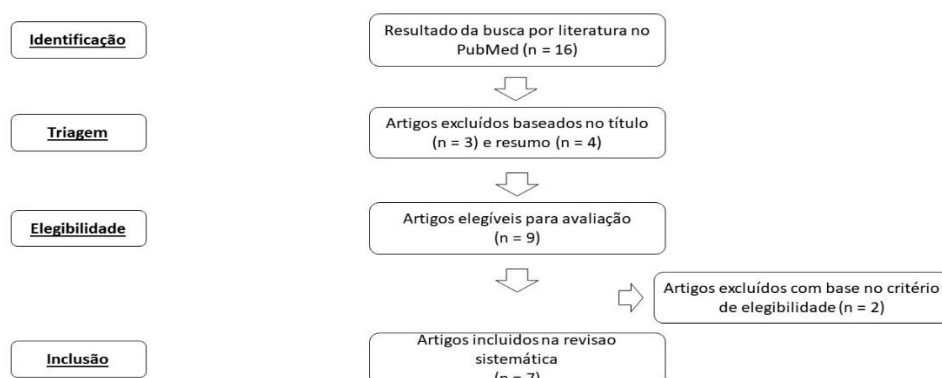 Identificação
Resultado da busca por literatura no
PubMed (n = 16)
Triagem
Artigos excluídos baseados no título
(n = 3) e resumo (n = 4)
Elegibilidade
Artigos elegíveis para avaliação
(n = 9)
Artigos excluídos com base no critério
de elegibilidade (n = 2)
Inclusão
Artigos incluidos na revisao
sistemática
(n = 7)